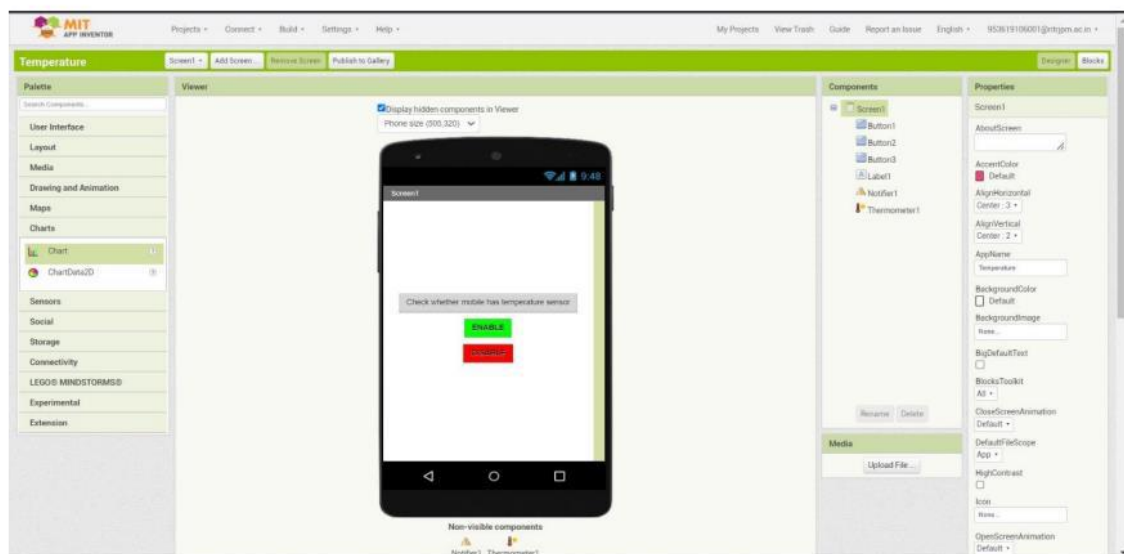 MIT
APP INVENTOR
Projects
Connect
Build
Settings
Help
My Projects
View Trash
Guide
Report an Issue
English
953619106001@ritrjpm.ac.in
Temperature
Screen1
Add Screen ...
Remove Screen
Publish to Gallery
Designer
Blocks
Palette
Search Components...
User Interface
Layout
Media
Drawing and Animation
Maps
Charts
Chart
ChartData2D
Sensors
Social
Storage
Connectivity
LEGO® MINDSTORMS®
Experimental
Extension
Viewer
Display hidden components in Viewer
Phone size (505,320)
9:48
Screen1
Check whether mobile has temperature sensor
ENABLE
DISABLE
Non-visible components
Notifier1 Thermometer1
Components
Screen1
Button1
Button2
Button3
Label1
Notifier1
Thermometer1
Rename Delete
Media
Upload File ...
Properties
Screen1
AboutScreen
AccentColor
Default
AlignHorizontal
Center : 3
AlignVertical
Center : 2
AppName
Temperature
BackgroundColor
Default
BackgroundImage
None...
BigDefaultText
BlocksToolkit
All
CloseScreenAnimation
Default
DefaultFileScope
App
HighContrast
Icon
None...
OpenScreenAnimation
Default